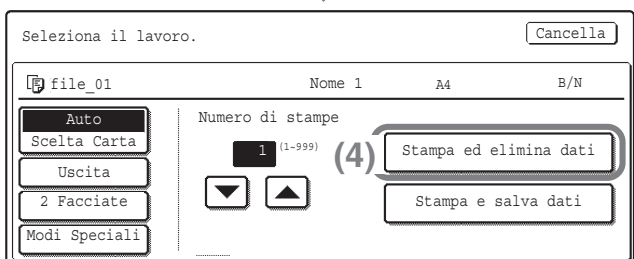 Seleziona il lavoro.
Cancella
file_01 Nome 1 A4 B/N
Auto
Scelta Carta
Uscita
2 Facciate
Modi Speciali
Numero di stampe
1 (1-999)
(4)
Stampa ed elimina dati
Stampa e salva dati